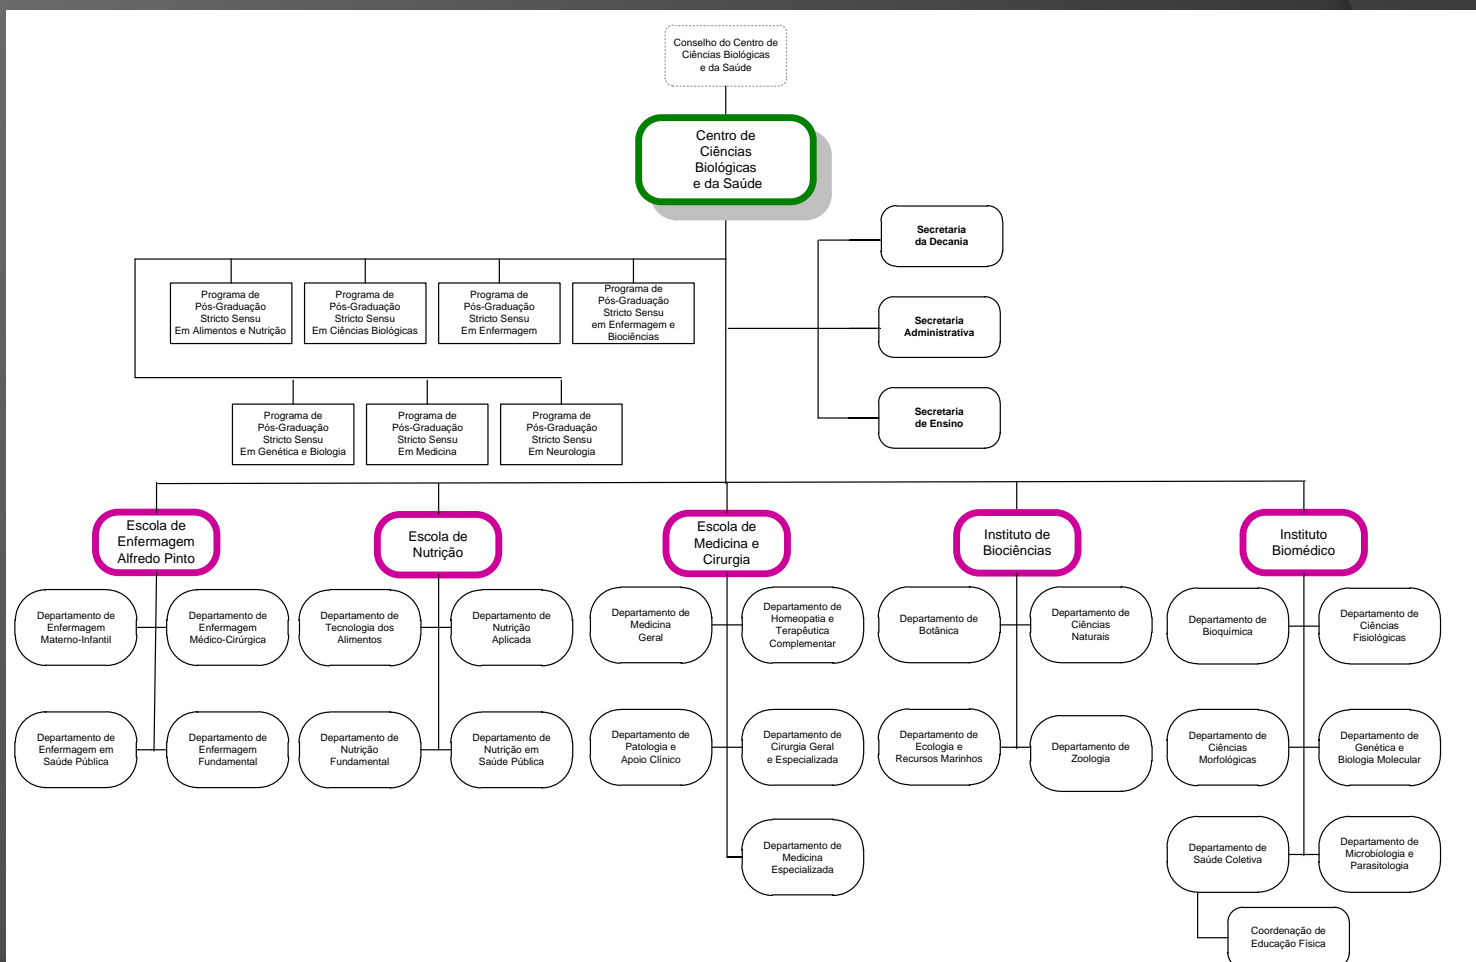 Conselho do Centro de
Ciências Biológicas
e da Saúde
Centro de
Ciências
Biológicas
e da Saúde
Secretaria
da Decania
Secretaria
Administrativa
Secretaria
de Ensino
Programa de
Pós-Graduação
Stricto Sensu
Em Alimentos e Nutrição
Programa de
Pós-Graduação
Stricto Sensu
Em Ciências Biológicas
Programa de
Pós-Graduação
Stricto Sensu
Em Enfermagem
Programa de
Pós-Graduação
Stricto Sensu
em Enfermagem e
Biociências
Programa de
Pós-Graduação
Stricto Sensu
Em Genética e Biologia
Programa de
Pós-Graduação
Stricto Sensu
Em Medicina
Programa de
Pós-Graduação
Stricto Sensu
Em Neurologia
Escola de
Enfermagem
Alfredo Pinto
Escola de
Nutrição
Escola de
Medicina e
Cirurgia
Instituto de
Biociências
Instituto
Biomédico
Departamento de
Enfermagem
Materno-Infantil
Departamento de
Enfermagem
Médico-Cirúrgica
Departamento de
Tecnologia dos
Alimentos
Departamento de
Nutrição
Aplicada
Departamento de
Medicina
Geral
Departamento de
Homeopatia e
Terapêutica
Complementar
Departamento de
Botânica
Departamento de
Ciências
Naturais
Departamento de
Bioquímica
Departamento de
Ciências
Fisiológicas
Departamento de
Enfermagem em
Saúde Pública
Departamento de
Enfermagem
Fundamental
Departamento de
Nutrição
Fundamental
Departamento de
Nutrição em
Saúde Pública
Departamento de
Patologia e
Apoio Clínico
Departamento de
Cirurgia Geral
e Especializada
Departamento de
Ecologia e
Recursos Marinhos
Departamento de
Zoologia
Departamento de
Ciências
Morfológicas
Departamento de
Genética e
Biologia Molecular
Departamento de
Medicina
Especializada
Departamento de
Saúde Coletiva
Departamento de
Microbiologia e
Parasitologia
Coordenação de
Educação Física